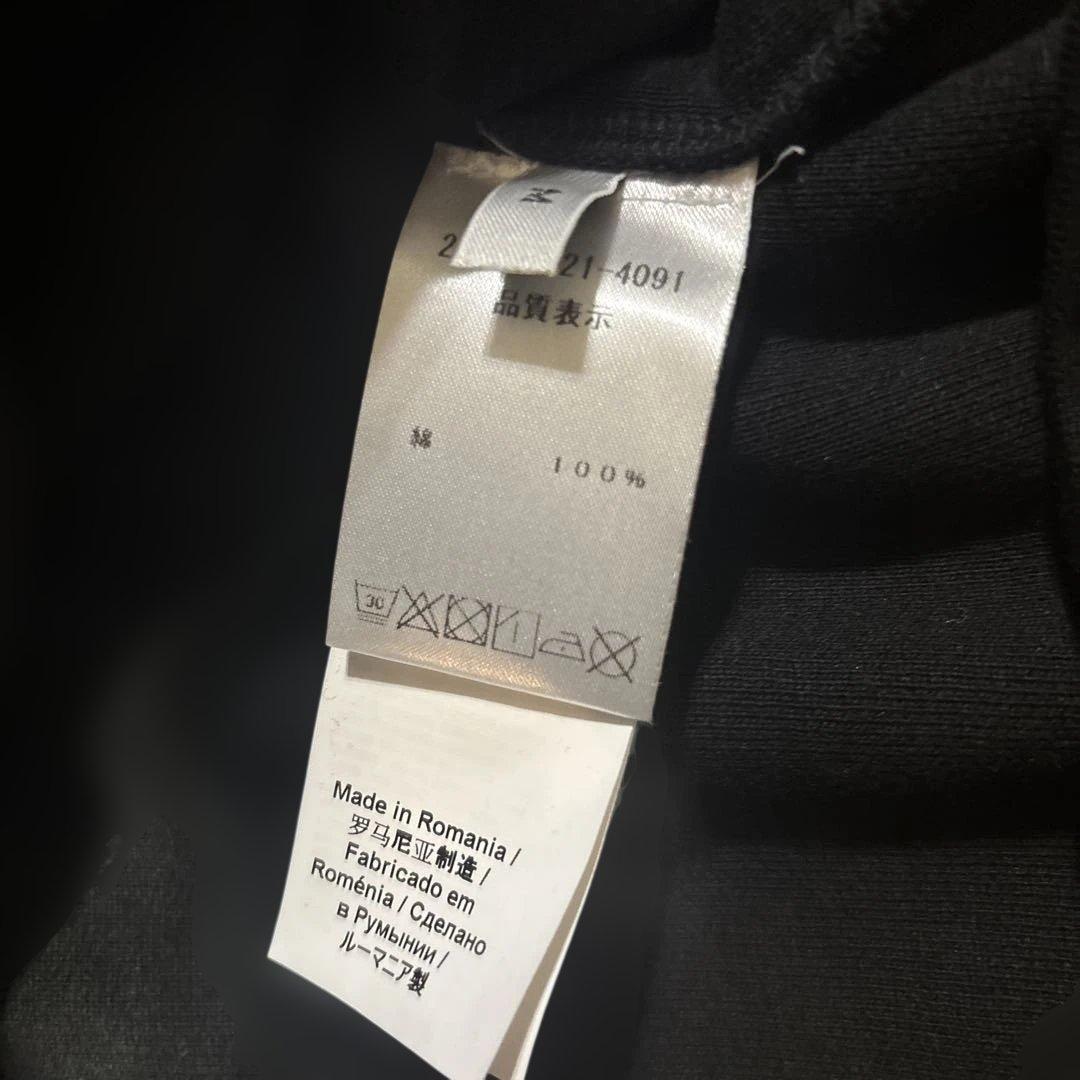 M
2
21-4091
品質表示
綿
100%
30
Made in Romania /
罗马尼亚制造 /
Fabricado em
Roménia / Сделано
в Румынии /
ルーマニア製